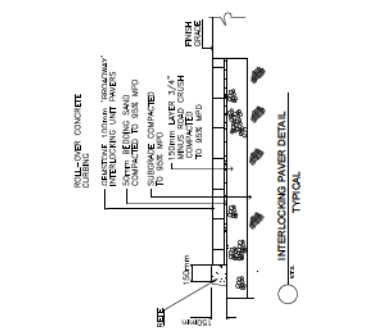 ROLL-OVER CONCRETE
CURBING
GEMSTONE 100mm 'BROADWAY'
INTERLOCKING UNIT PAVERS
50mm BEDDING SAND
COMPACTED TO 95% MPD
SUBGRADE COMPACTED
TO 95% MPD
150mm LAYER 3/4"
MINUS ROAD CRUSH
COMPACTED
TO 95% MPD
FINISH
GRADE
150mm
150mm
RETE
INTERLOCKING PAVER DETAIL
N.T.S.
TYPICAL